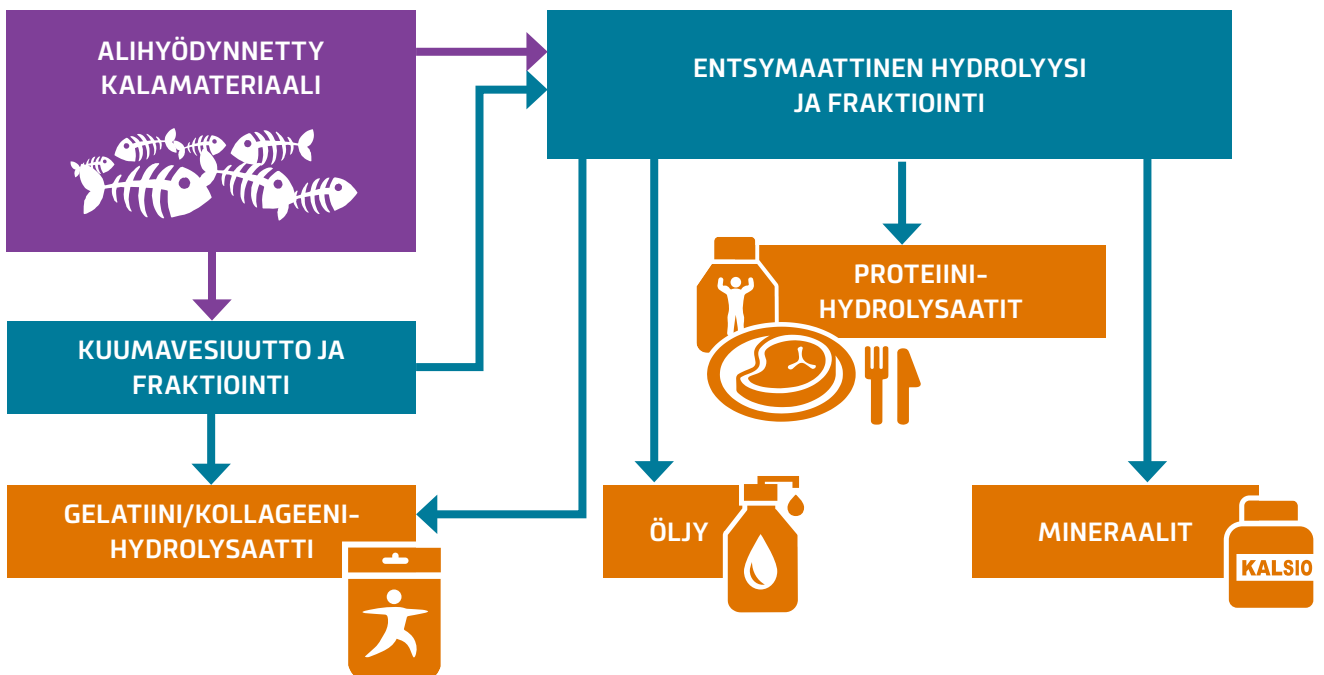 ALIHYÖDYNNETTY
KALAMATERIAALI
ENTSYMAATTINEN HYDROLYYSI
JA FRAKTIOINTI
PROTEIINI-
HYDROLYSAATIT
KUUMAVESIUUTTO JA
FRAKTIOINTI
GELATIINI/KOLLAGEENI-
HYDROLYSAATTI
ÖLJY
MINERAALIT
KALSIO